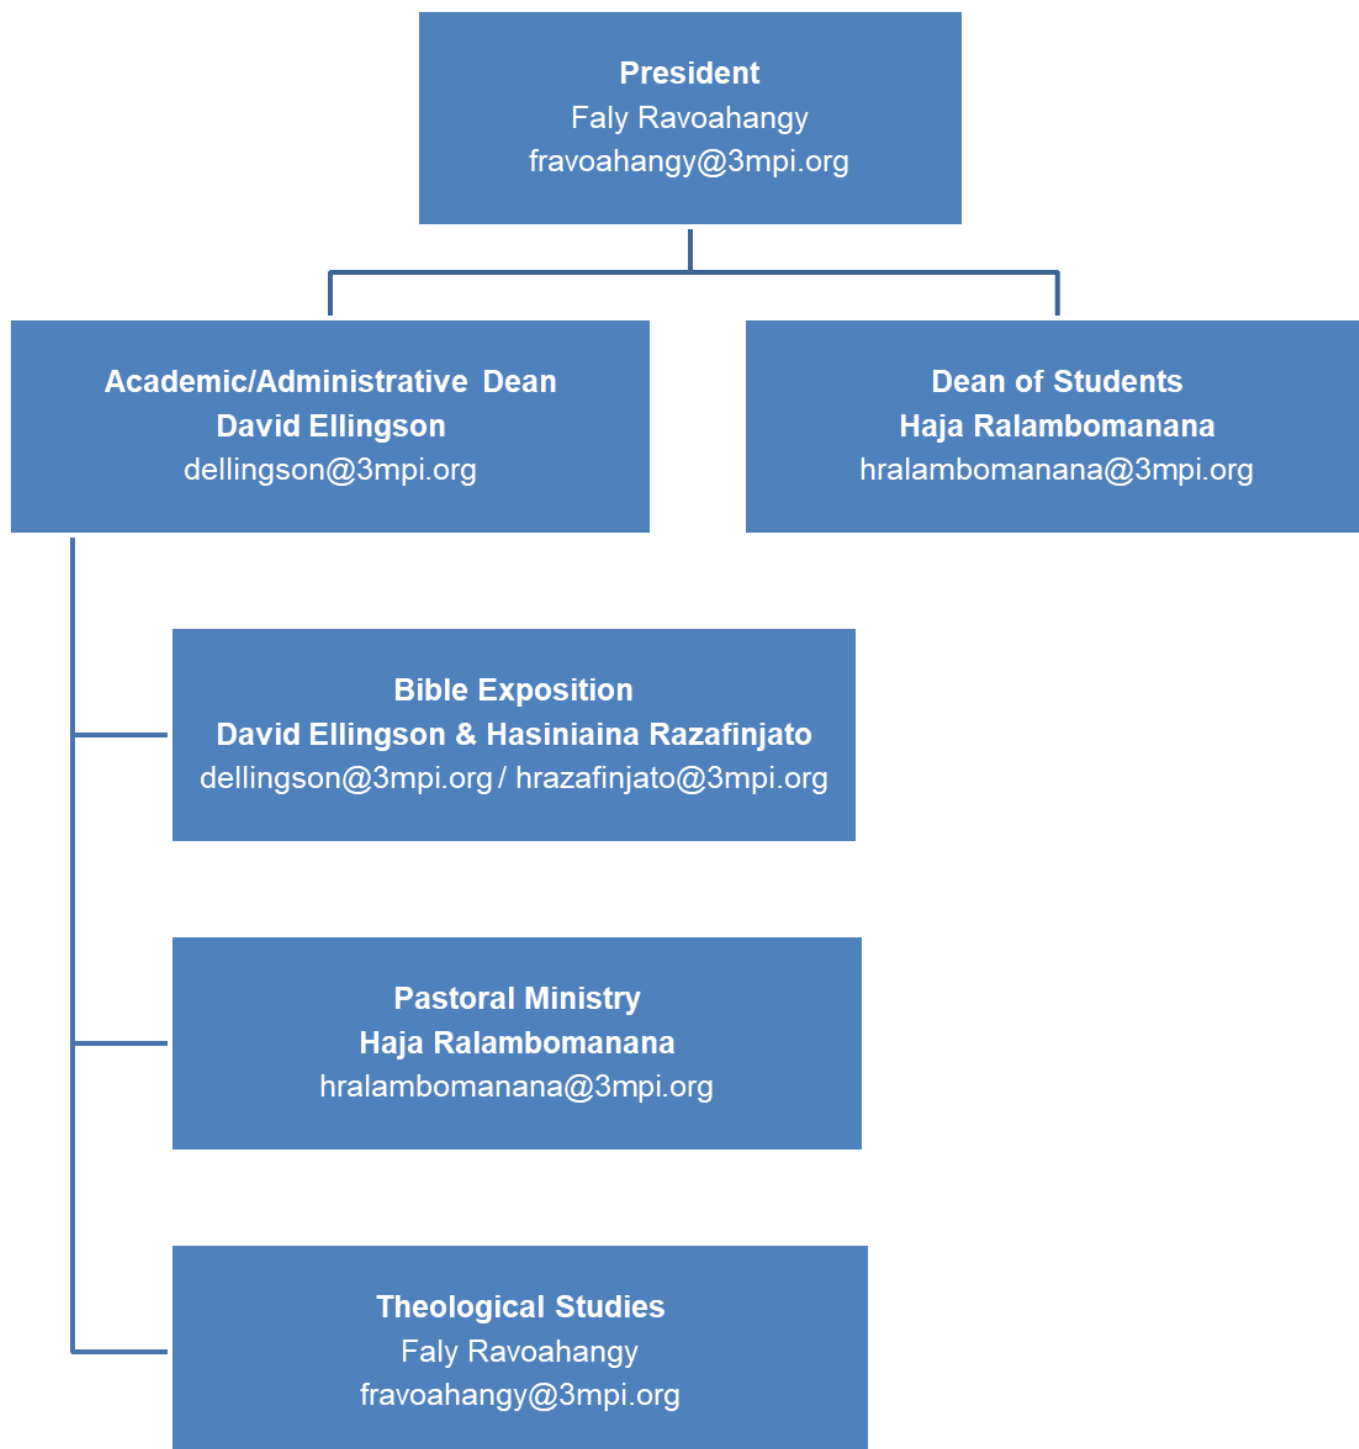 President
Faly Ravoahangy
fravoahangy@3mpi.org
Academic/Administrative Dean
David Ellingson
dellingson@3mpi.org
Dean of Students
Haja Ralambomanana
hralambomanana@3mpi.org
Bible Exposition
David Ellingson & Hasiniaina Razafinjato
dellingson@3mpi.org / hrazafinjato@3mpi.org
Pastoral Ministry
Haja Ralambomanana
hralambomanana@3mpi.org
Theological Studies
Faly Ravoahangy
fravoahangy@3mpi.org